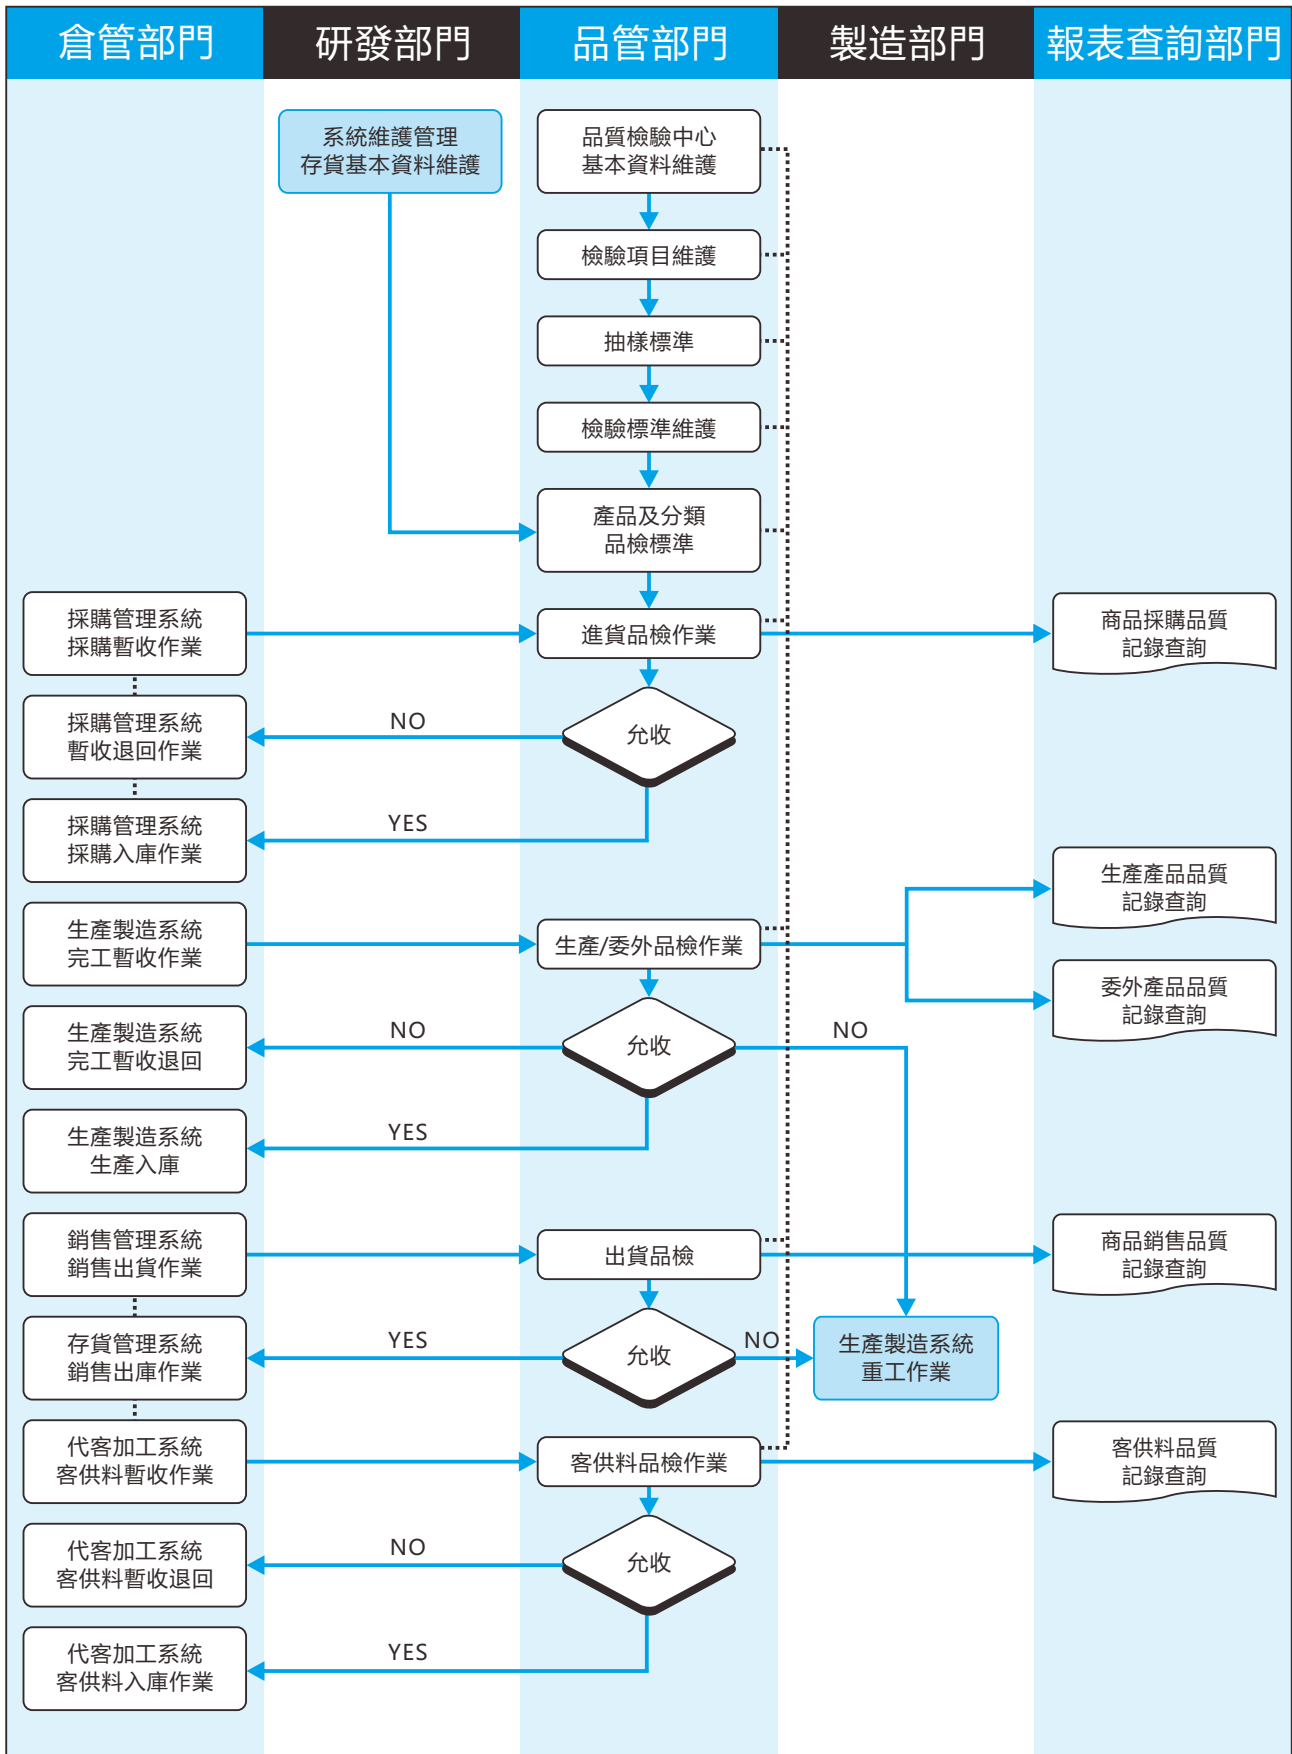 倉管部門
研發部門
品管部門
製造部門
報表查詢部門
系統維護管理
存貨基本資料維護
品質檢驗中心
基本資料維護
檢驗項目維護
抽樣標準
檢驗標準維護
產品及分類
品檢標準
採購管理系統
採購暫收作業
進貨品檢作業
商品採購品質
記錄查詢
採購管理系統
暫收退回作業
NO
允收
採購管理系統
採購入庫作業
YES
生產產品品質
記錄查詢
生產製造系統
完工暫收作業
生產/委外品檢作業
委外產品品質
記錄查詢
生產製造系統
完工暫收退回
NO
允收
NO
生產製造系統
生產入庫
YES
銷售管理系統
銷售出貨作業
出貨品檢
商品銷售品質
記錄查詢
存貨管理系統
銷售出庫作業
YES
允收
NO
生產製造系統
重工作業
代客加工系統
客供料暫收作業
客供料品檢作業
客供料品質
記錄查詢
代客加工系統
客供料暫收退回
NO
允收
代客加工系統
客供料入庫作業
YES